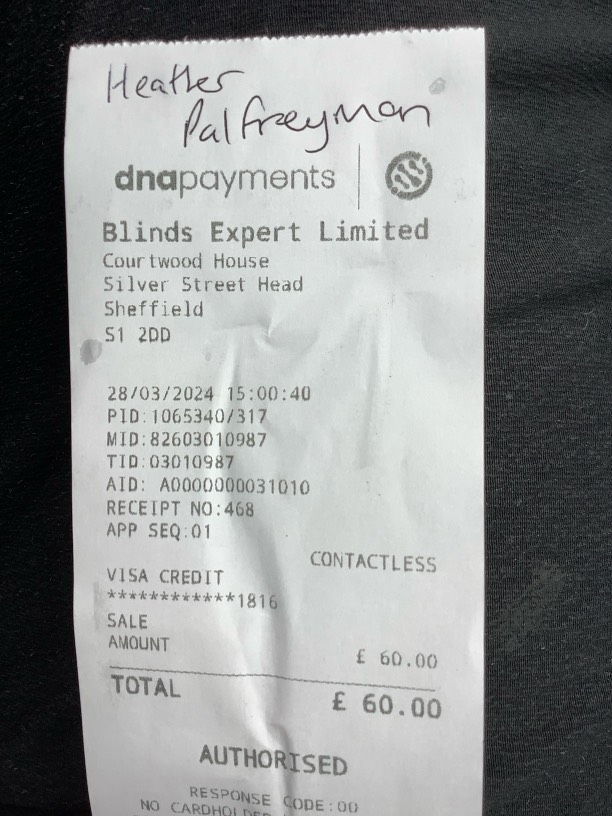 Heather
Palfreyman
dnapayments
Blinds Expert Limited
Courtwood House
Silver Street Head
Sheffield
S1 2DD
28/03/2024 15:00:40
PID:1065340/317
MID:82603010987
TID:03010987
AID: A0000000031010
RECEIPT NO:468
APP SEQ:01
CONTACTLESS
VISA CREDIT
************1816
SALE
AMOUNT
£ 60.00
TOTAL
£ 60.00
AUTHORISED
RESPONSE CODE:00
NO CARDHOLDER